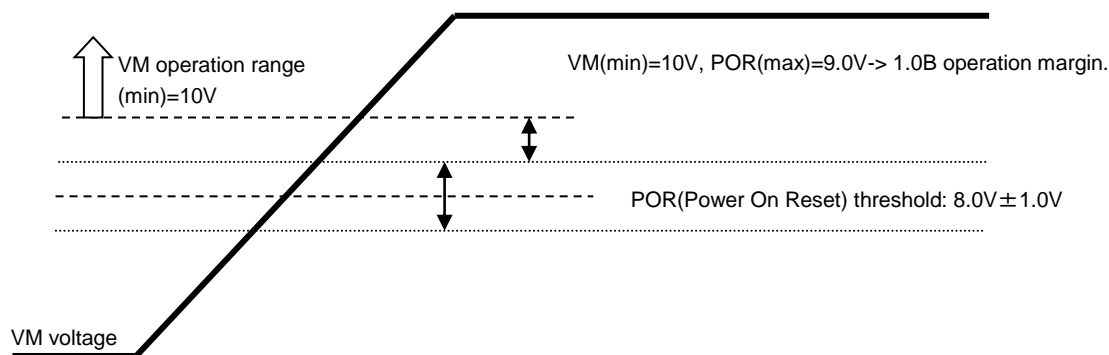 VM operation range
(min)=10V
VM(min)=10V, POR(max)=9.0V-> 1.0B operation margin.
POR(Power On Reset) threshold: 8.0V±1.0V
VM voltage